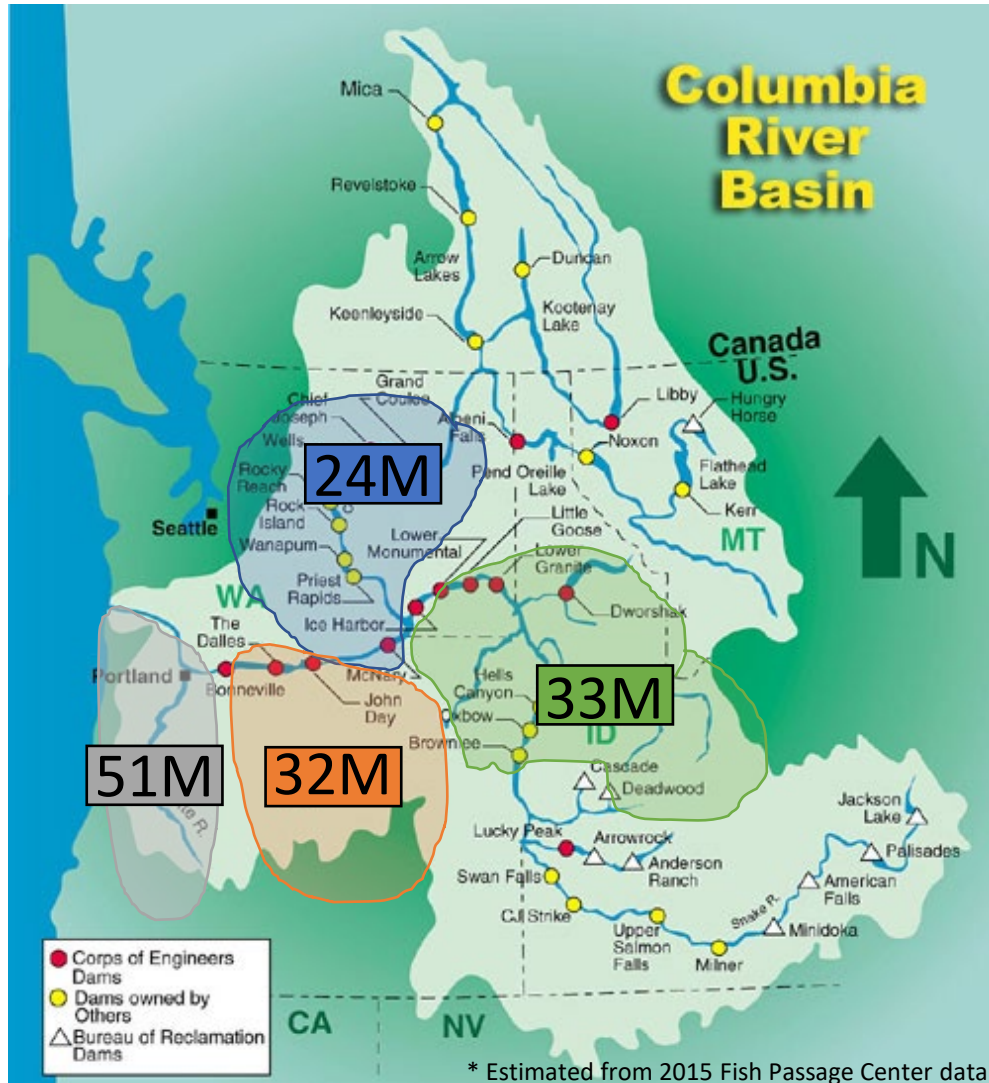 Columbia
River
Basin
Mica
Revelstoke
Arrow
Lakes
Duncan
Keenleyside
Kootenay
Lake
Canada
U.S.
Grand
Coulee
Chief
Joseph
Albeni
Falls
Libby
Hungry
Horse
Wells
Noxon
24M
Rocky
Reach
Pend Oreille
Lake
Flathead
Lake
Rock
Island
Kerr
Seattle
Little
Goose
Lower
Monumental
Wanapum
Lower
Granite
MT
N
Priest
Rapids
WA
Dworshak
Ice Harbor
The
Dalles
Portland
Bonneville
McNary
John
Day
Hells
Canyon
33M
Oxbow
ID
Brownlee
51M
32M
Cascade
Deadwood
R.
Jackson
Lake
Lucky Peak
Arrowrock
Palisades
Anderson
Ranch
Swan Falls
American
Falls
CJ Strike
Snake R.
Upper
Salmon
Falls
Minidoka
Milner
Corps of Engineers
Dams
Dams owned by
Others
Bureau of Reclamation
Dams
CA
NV
* Estimated from 2015 Fish Passage Center data